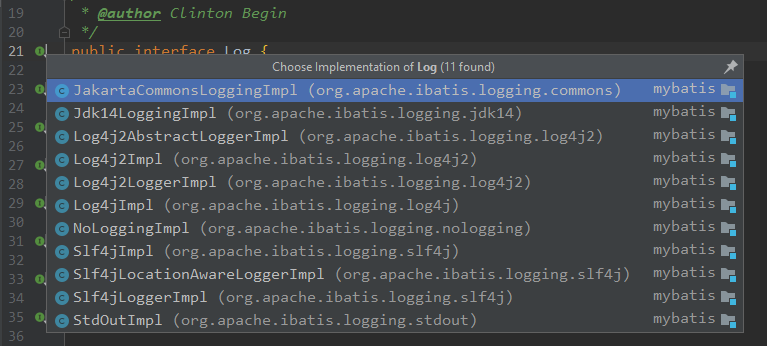 19 * @author Clinton Begin
20 */
21 public interface Log {
22 Choose Implementation of Log (11 found)
23 JakartaCommonsLoggingImpl (org.apache.ibatis.logging.commons) mybatis
Jdk14LoggingImpl (org.apache.ibatis.logging.jdk14) mybatis
25 Log4j2AbstractLoggerImpl (org.apache.ibatis.logging.log4j2) mybatis
26 Log4j2Impl (org.apache.ibatis.logging.log4j2) mybatis
27
28 Log4j2LoggerImpl (org.apache.ibatis.logging.log4j2) mybatis
29 Log4jImpl (org.apache.ibatis.logging.log4j) mybatis
30 NoLoggingImpl (org.apache.ibatis.logging.nologging) mybatis
31 Slf4jImpl (org.apache.ibatis.logging.slf4j) mybatis
32
33 Slf4jLocationAwareLoggerImpl (org.apache.ibatis.logging.slf4j) mybatis
34 Slf4jLoggerImpl (org.apache.ibatis.logging.slf4j) mybatis
35 StdOutImpl (org.apache.ibatis.logging.stdout) mybatis
36